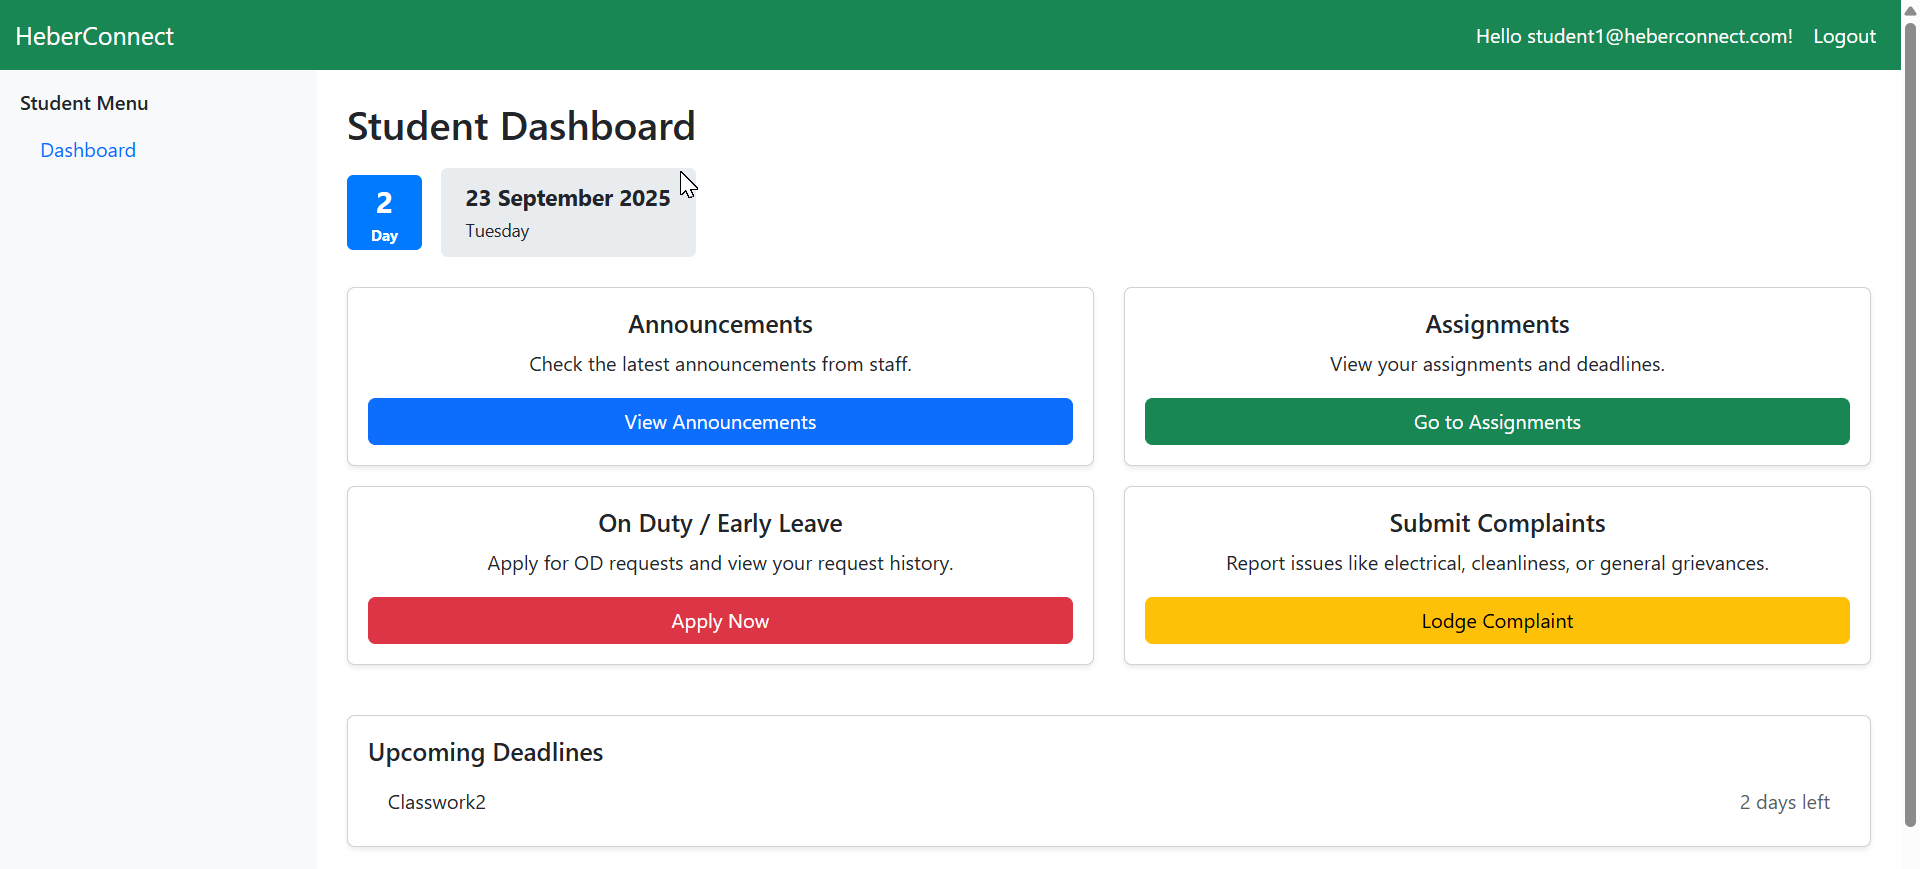 HeberConnect
Hello student1@heberconnect.com!
Logout
Student Menu
Dashboard
Student Dashboard
2
Day
23 September 2025
Tuesday
Announcements
Check the latest announcements from staff.
View Announcements
Assignments
View your assignments and deadlines.
Go to Assignments
On Duty / Early Leave
Apply for OD requests and view your request history.
Apply Now
Submit Complaints
Report issues like electrical, cleanliness, or general grievances.
Lodge Complaint
Upcoming Deadlines
Classwork2
2 days left